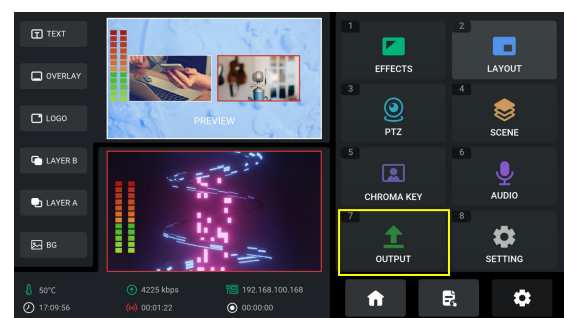 TEXT
OVERLAY
LOGO
LAYER B
LAYER A
BG
PREVIEW
1
EFFECTS
2
LAYOUT
3
PTZ
4
SCENE
5
CHROMA KEY
6
AUDIO
7
OUTPUT
8
SETTING
50°C
4225 kbps
192.168.100.168
17:09:56
00:01:22
00:00:00